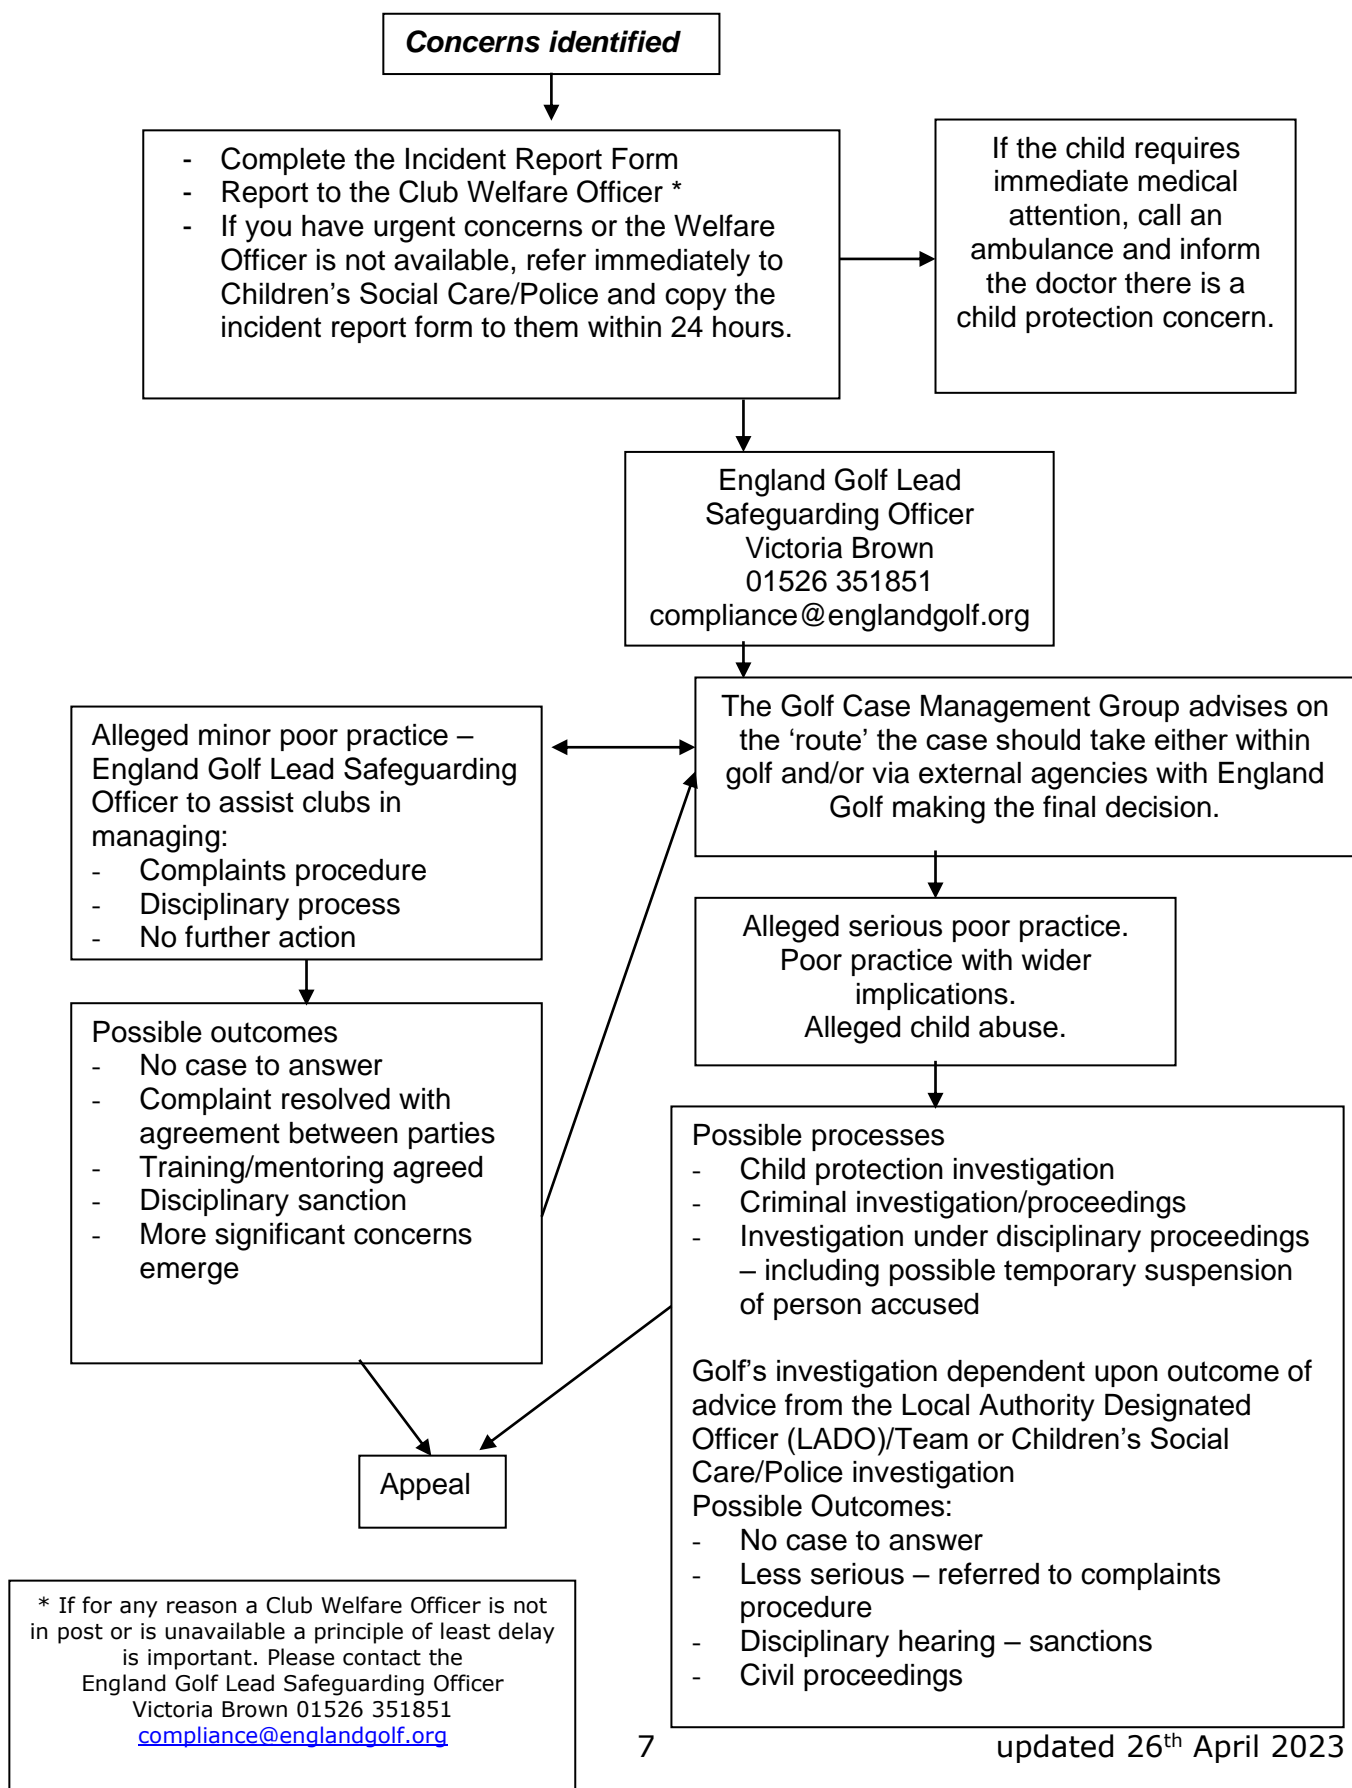 Concerns identified
- Complete the Incident Report Form
- Report to the Club Welfare Officer *
- If you have urgent concerns or the Welfare
Officer is not available, refer immediately to
Children’s Social Care/Police and copy the
incident report form to them within 24 hours.
If the child requires
immediate medical
attention, call an
ambulance and inform
the doctor there is a
child protection concern.
England Golf Lead
Safeguarding Officer
Victoria Brown
01526 351851
compliance@englandgolf.org
The Golf Case Management Group advises on
the ‘route’ the case should take either within
golf and/or via external agencies with England
Golf making the final decision.
Alleged minor poor practice –
England Golf Lead Safeguarding
Officer to assist clubs in
managing:
- Complaints procedure
- Disciplinary process
- No further action
Alleged serious poor practice.
Poor practice with wider
implications.
Alleged child abuse.
Possible outcomes
- No case to answer
- Complaint resolved with
agreement between parties
- Training/mentoring agreed
- Disciplinary sanction
- More significant concerns
emerge
Possible processes
- Child protection investigation
- Criminal investigation/proceedings
- Investigation under disciplinary proceedings
– including possible temporary suspension
of person accused
Golf’s investigation dependent upon outcome of
advice from the Local Authority Designated
Officer (LADO)/Team or Children’s Social
Care/Police investigation
Possible Outcomes:
- No case to answer
- Less serious – referred to complaints
procedure
- Disciplinary hearing – sanctions
- Civil proceedings
Appeal
* If for any reason a Club Welfare Officer is not
in post or is unavailable a principle of least delay
is important. Please contact the
England Golf Lead Safeguarding Officer
Victoria Brown 01526 351851
compliance@englandgolf.org
7
updated 26th April 2023